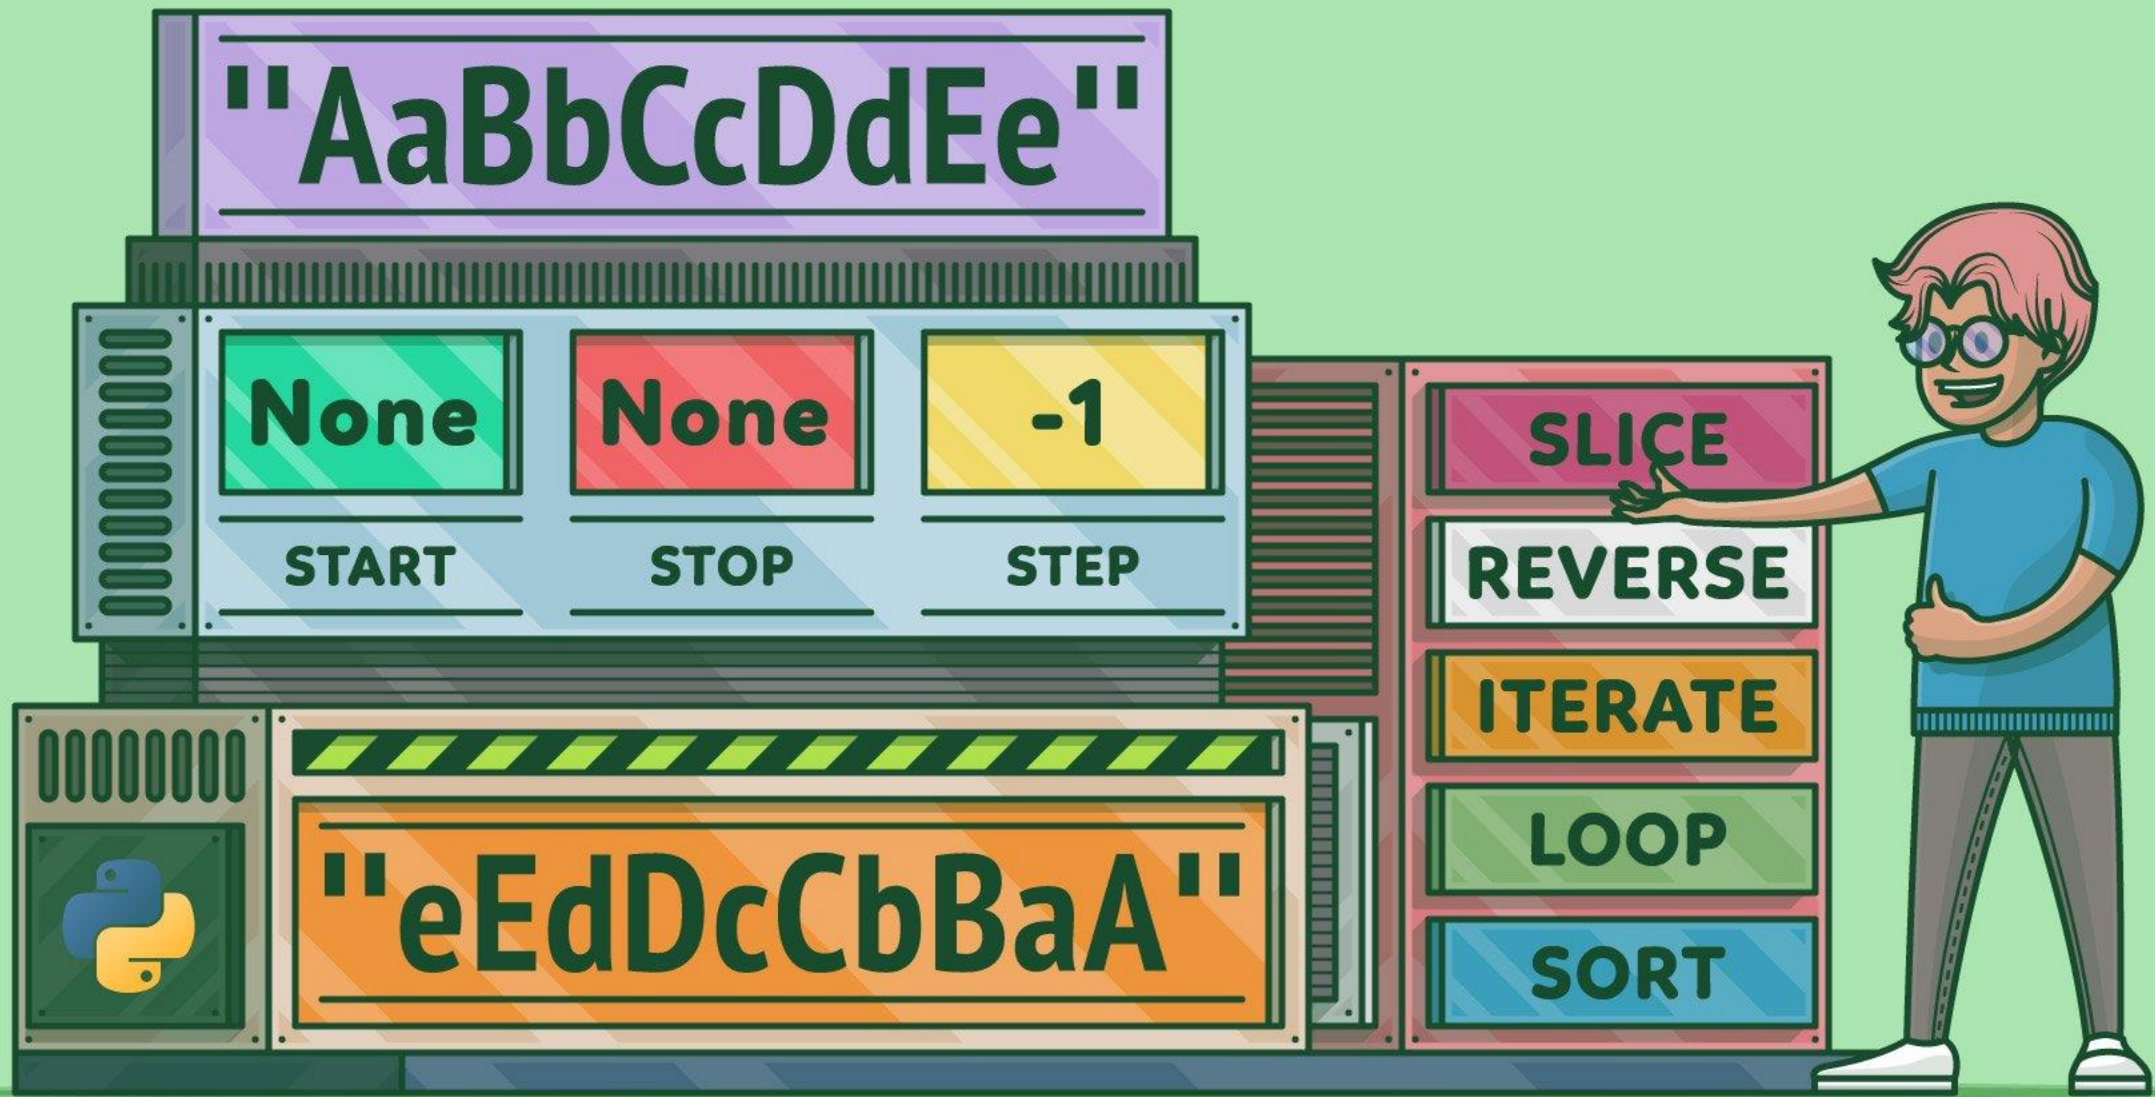 "AaBbCcDdEe"
None None -1
START STOP STEP
"eEdDcCbBaA"
SLICE
REVERSE
ITERATE
LOOP
SORT